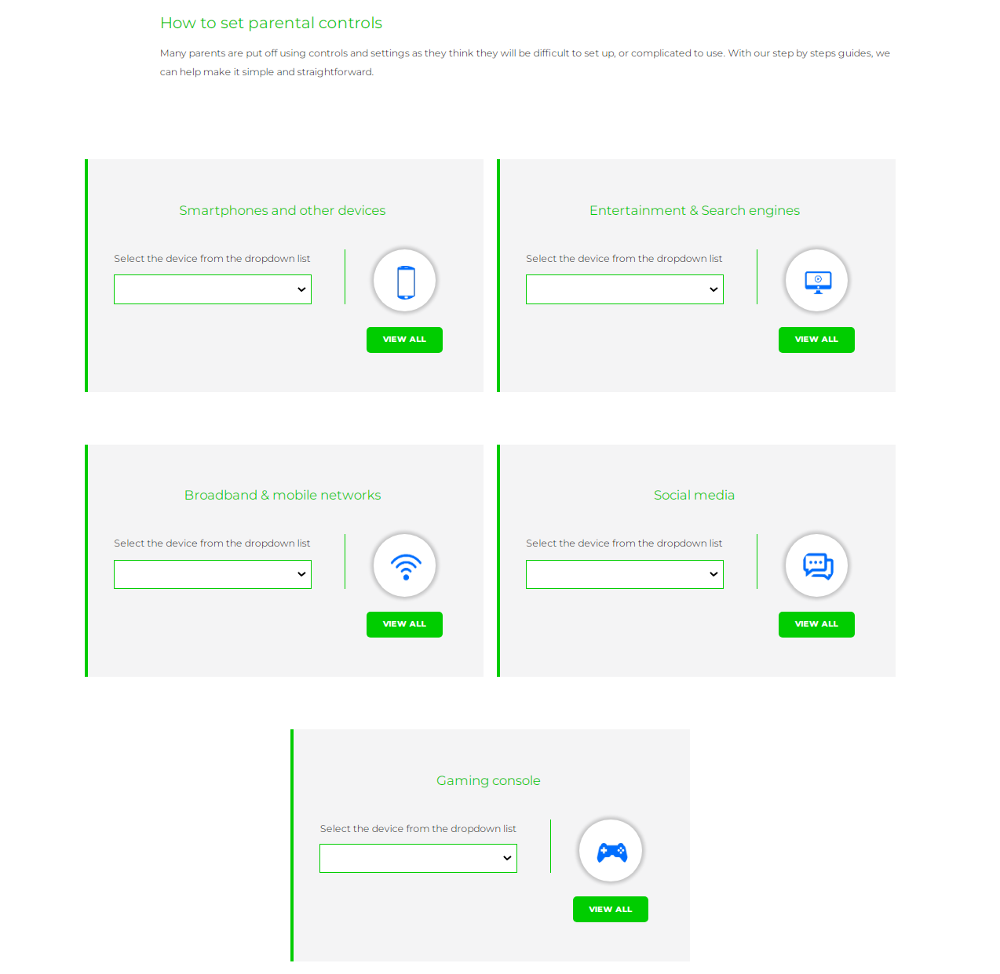 How to set parental controls
Many parents are put off using controls and settings as they think they will be difficult to set up, or complicated to use. With our step by steps guides, we
can help make it simple and straightforward.
Smartphones and other devices
Select the device from the dropdown list
VIEW ALL
Entertainment & Search engines
Select the device from the dropdown list
VIEW ALL
Broadband & mobile networks
Select the device from the dropdown list
VIEW ALL
Social media
Select the device from the dropdown list
VIEW ALL
Gaming console
Select the device from the dropdown list
VIEW ALL